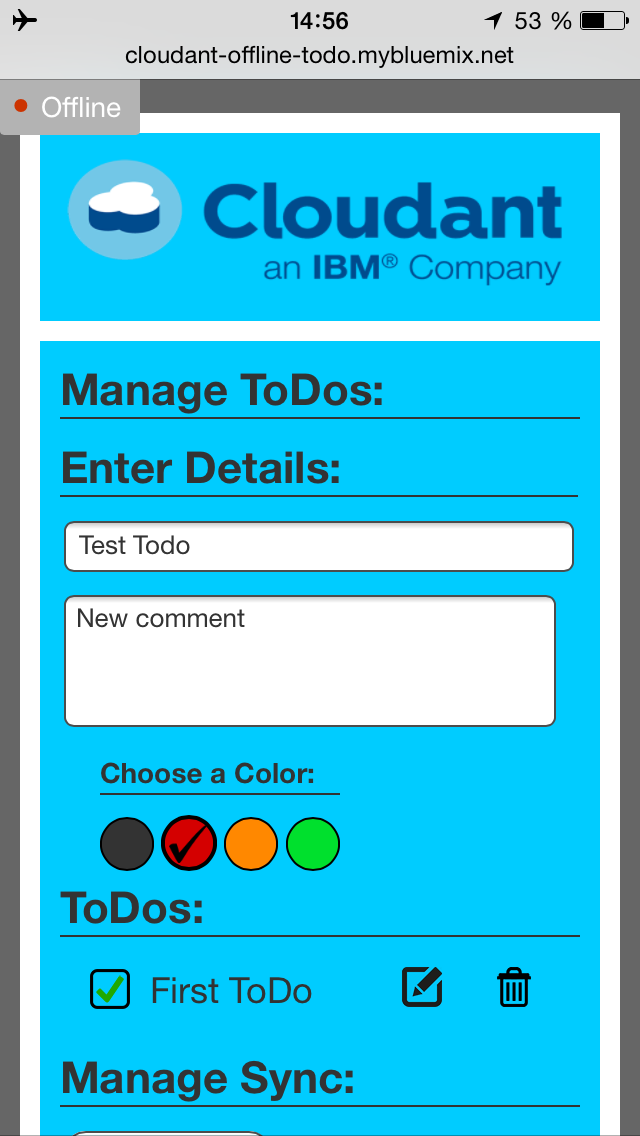 14:56
53 %
cloudant-offline-todo.mybluemix.net
Offline
Cloudant
an IBM® Company
Manage ToDos:
Enter Details:
Test Todo
New comment
Choose a Color:
ToDos:
First ToDo
Manage Sync: